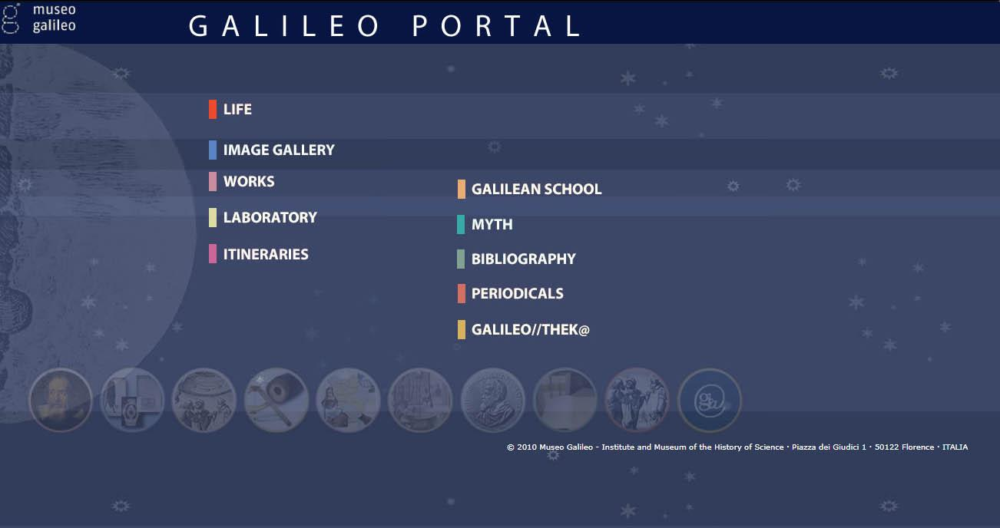 museo
galileo
GALILEO PORTAL
LIFE
IMAGE GALLERY
WORKS
LABORATORY
ITINERARIES
GALILEAN SCHOOL
MYTH
BIBLIOGRAPHY
PERIODICALS
GALILEO//THEK@
© 2010 Museo Galileo - Institute and Museum of the History of Science · Piazza dei Giudici 1 · 50122 Florence · ITALIA